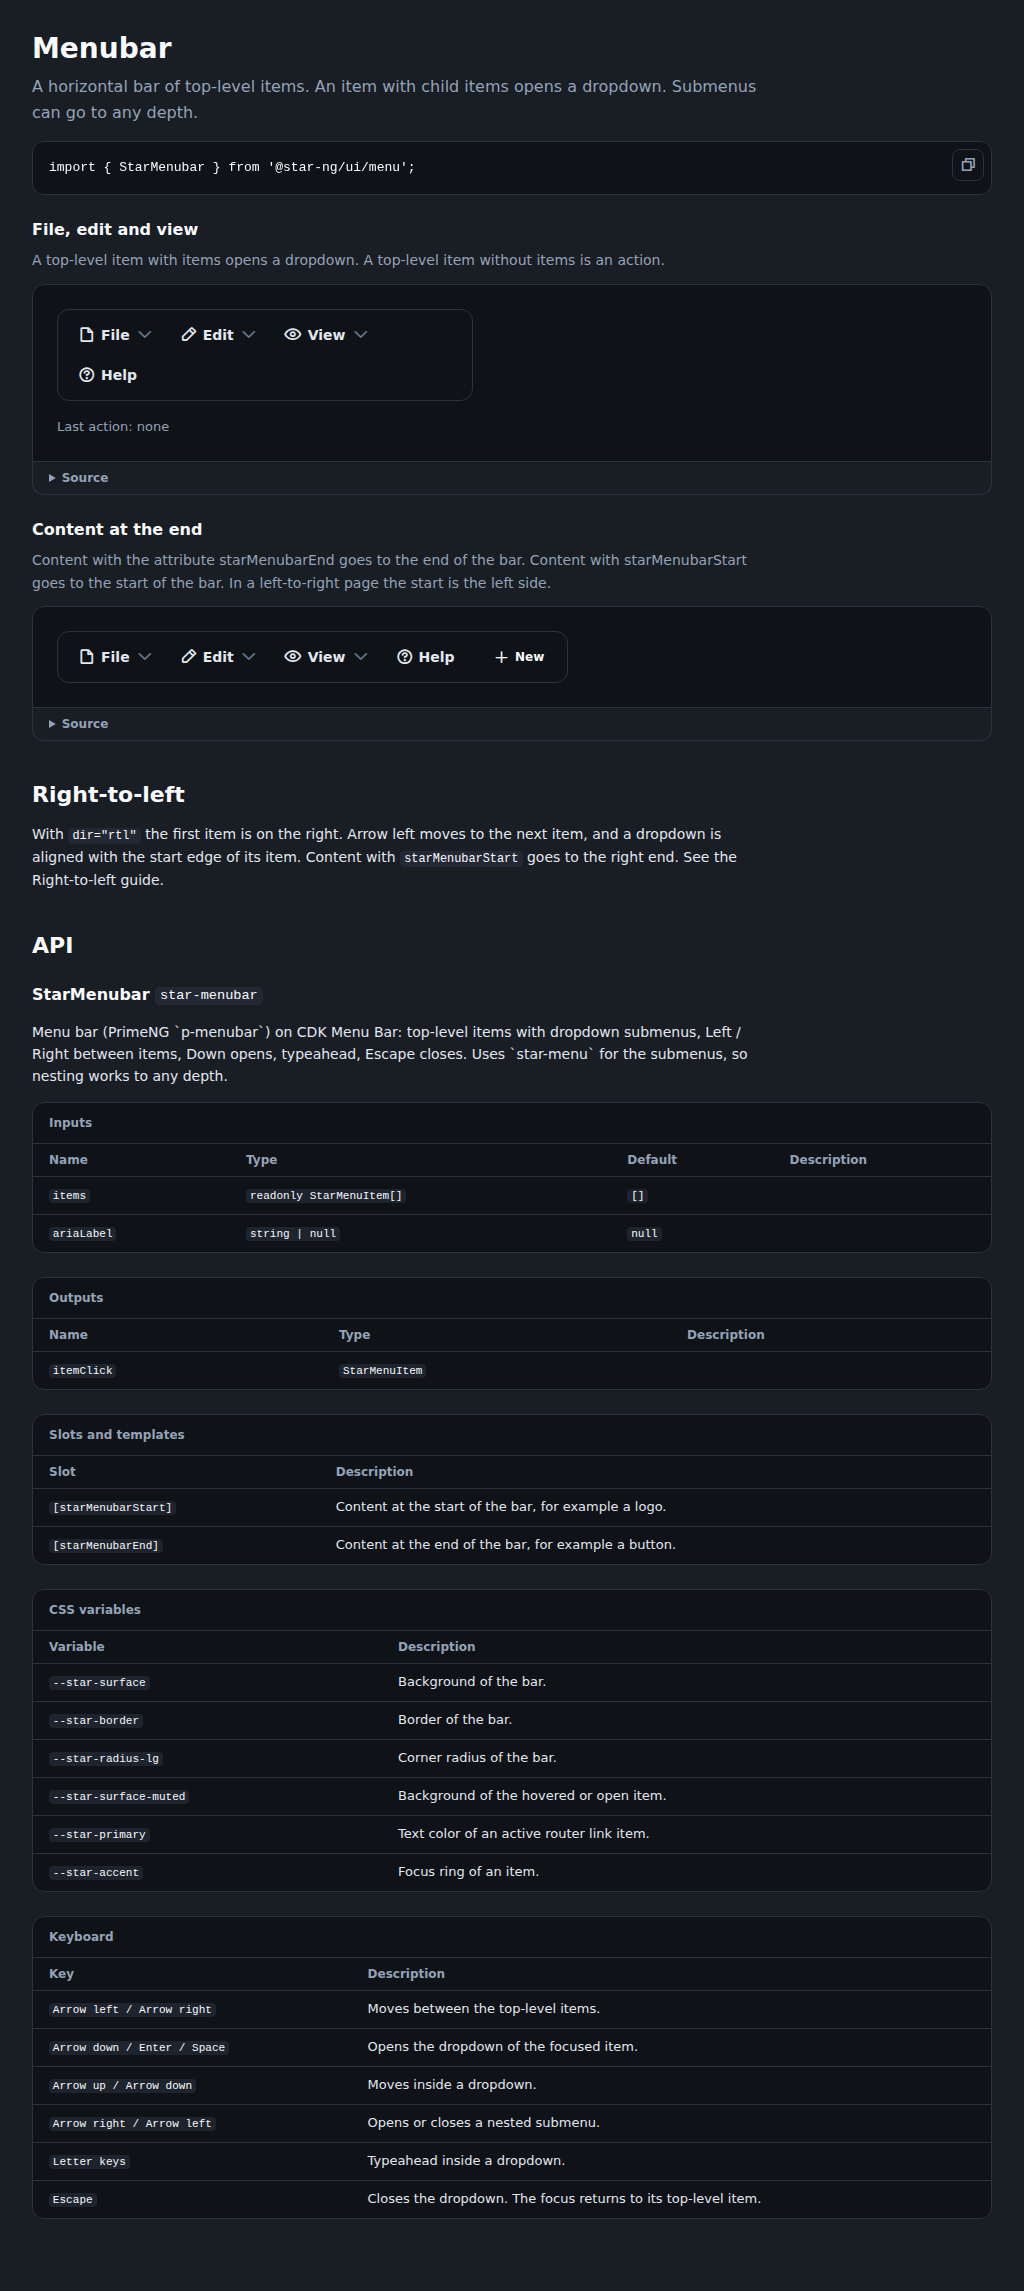 Menubar
A horizontal bar of top-level items. An item with child items opens a dropdown. Submenus
can go to any depth.
import { StarMenubar } from '@star-ng/ui/menu';
File, edit and view
A top-level item with items opens a dropdown. A top-level item without items is an action.
File Edit View
Help
Last action: none
Source
Content at the end
Content with the attribute starMenubarEnd goes to the end of the bar. Content with starMenubarStart
goes to the start of the bar. In a left-to-right page the start is the left side.
File Edit View Help New
Source
Right-to-left
With dir="rtl" the first item is on the right. Arrow left moves to the next item, and a dropdown is
aligned with the start edge of its item. Content with starMenubarStart goes to the right end. See the
Right-to-left guide.
API
StarMenubar star-menubar
Menu bar (PrimeNG `p-menubar`) on CDK Menu Bar: top-level items with dropdown submenus, Left /
Right between items, Down opens, typeahead, Escape closes. Uses `star-menu` for the submenus, so
nesting works to any depth.
Inputs
Name Type Default Description
items readonly StarMenuItem[] []
ariaLabel string | null null
Outputs
Name Type Description
itemClick StarMenuItem
Slots and templates
Slot Description
[starMenubarStart] Content at the start of the bar, for example a logo.
[starMenubarEnd] Content at the end of the bar, for example a button.
CSS variables
Variable Description
--star-surface Background of the bar.
--star-border Border of the bar.
--star-radius-lg Corner radius of the bar.
--star-surface-muted Background of the hovered or open item.
--star-primary Text color of an active router link item.
--star-accent Focus ring of an item.
Keyboard
Key Description
Arrow left / Arrow right Moves between the top-level items.
Arrow down / Enter / Space Opens the dropdown of the focused item.
Arrow up / Arrow down Moves inside a dropdown.
Arrow right / Arrow left Opens or closes a nested submenu.
Letter keys Typeahead inside a dropdown.
Escape Closes the dropdown. The focus returns to its top-level item.